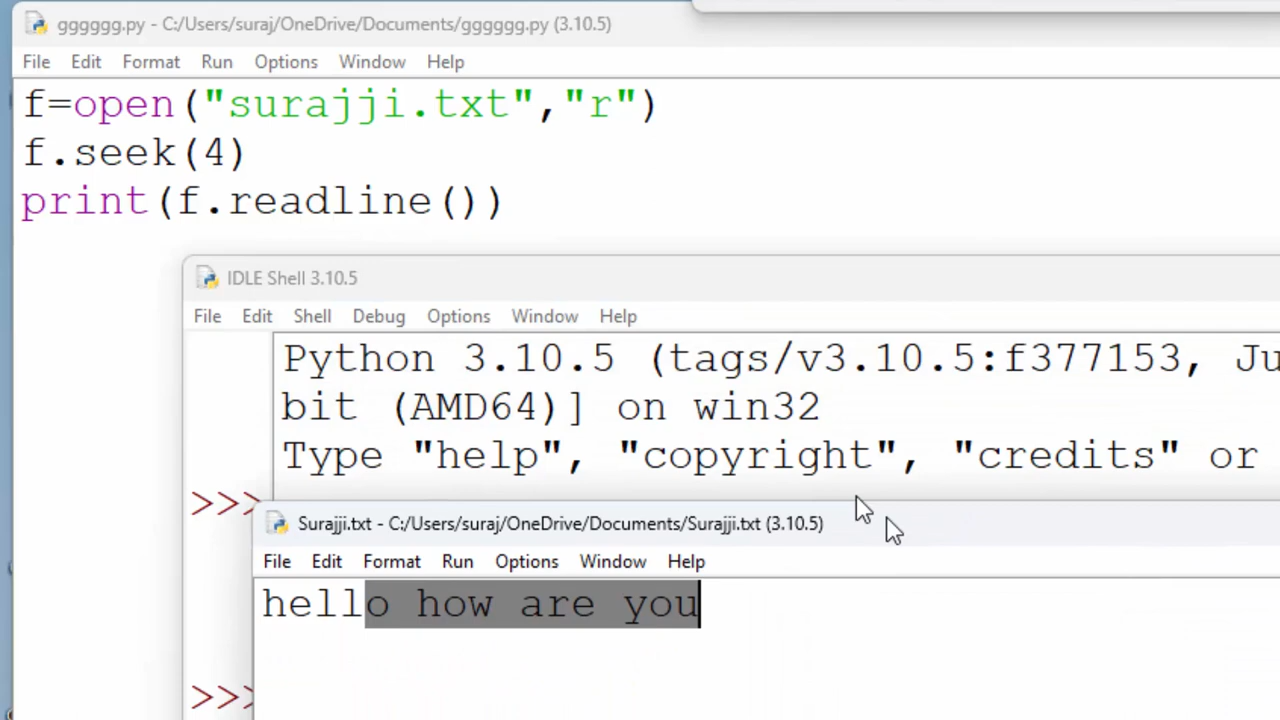 gggggg.py - C:/Users/suraj/OneDrive/Documents/gggggg.py (3.10.5)
File Edit Format Run Options Window Help
f=open("surajji.txt","r")
f.seek(4)
print(f.readline())
IDLE Shell 3.10.5
File Edit Shell Debug Options Window Help
Python 3.10.5 (tags/v3.10.5:f377153, Ju
bit (AMD64)] on win32
Type "help", "copyright", "credits" or
>>>
Surajji.txt - C:/Users/suraj/OneDrive/Documents/Surajji.txt (3.10.5)
File Edit Format Run Options Window Help
hello how are you
>>>